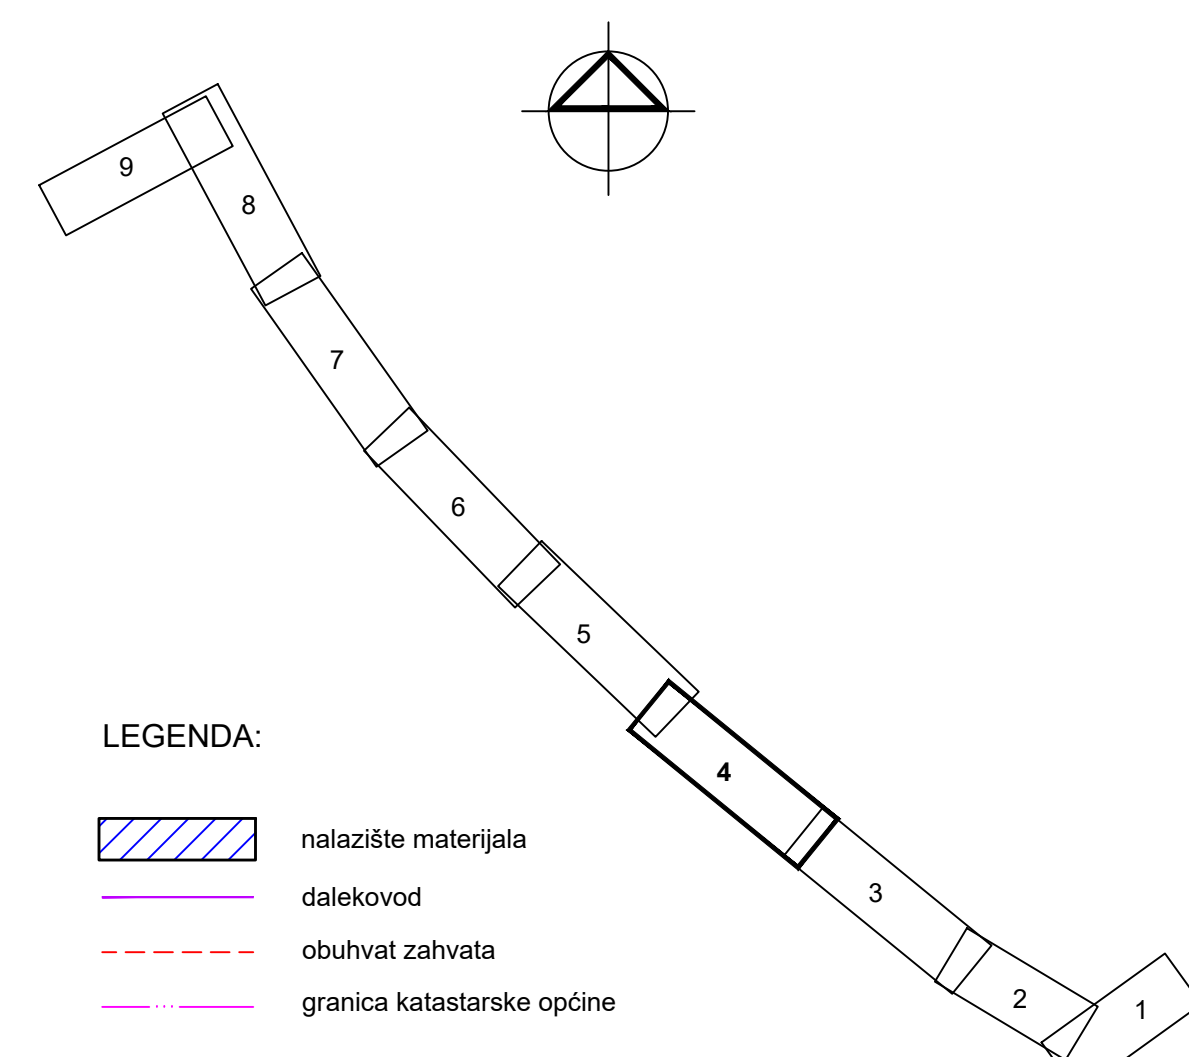 9
8
7
6
5
LEGENDA:
4
nalazište materijala
3
dalekovod
obuhvat zahvata
2
granica katastarske općine
1